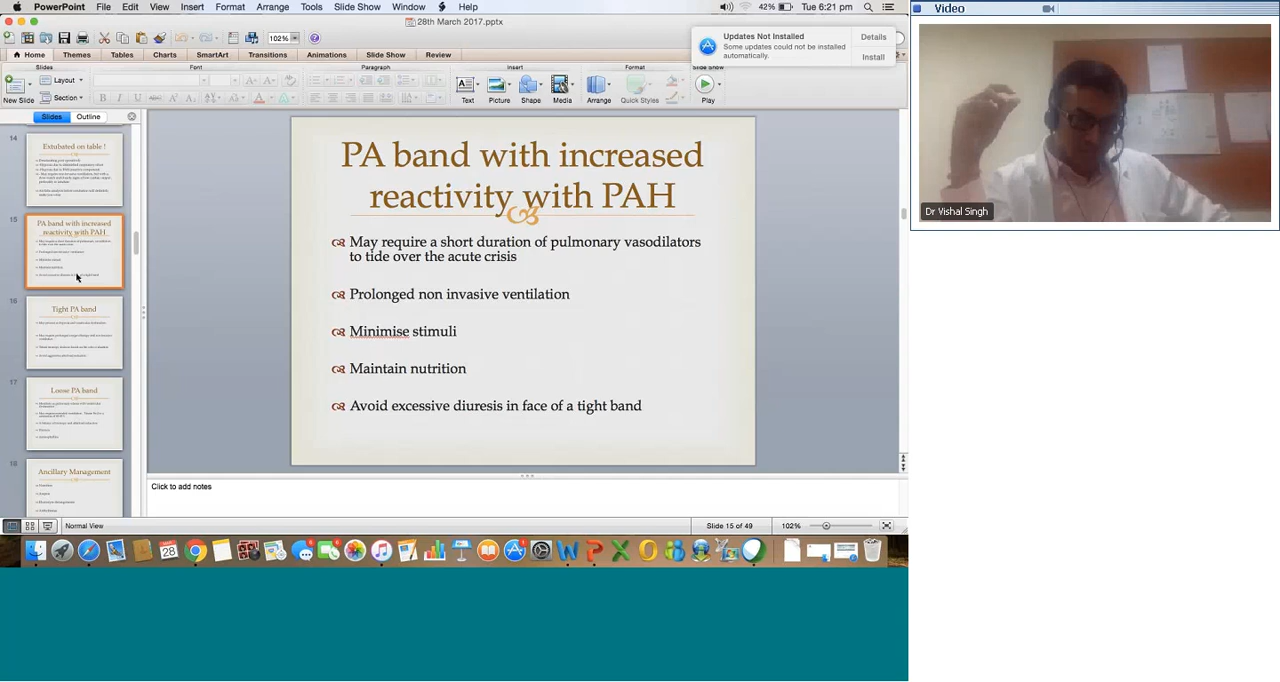 PowerPoint File Edit View Insert Format Arrange Tools Slide Show Window Help
42% Tue 6:21 pm
28th March 2017.pptx
102%
Updates Not Installed
Some updates could not be installed automatically.
Details
Install
Home Themes Tables Charts SmartArt Transitions Animations Slide Show Review
Slides Font Paragraph Insert Format Slide Show
New Slide Layout Section
Text Picture Shape Media Arrange Quick Styles Play
Slides Outline
14
Extubated on table !
15
PA band with increased
reactivity with PAH
16
Tight PA band
17
Loose PA band
18
Ancillary Management
PA band with increased
reactivity with PAH
May require a short duration of pulmonary vasodilators
to tide over the acute crisis
Prolonged non invasive ventilation
Minimise stimuli
Maintain nutrition
Avoid excessive diuresis in face of a tight band
Click to add notes
Normal View
Slide 15 of 49
102%
Video
Dr Vishal Singh